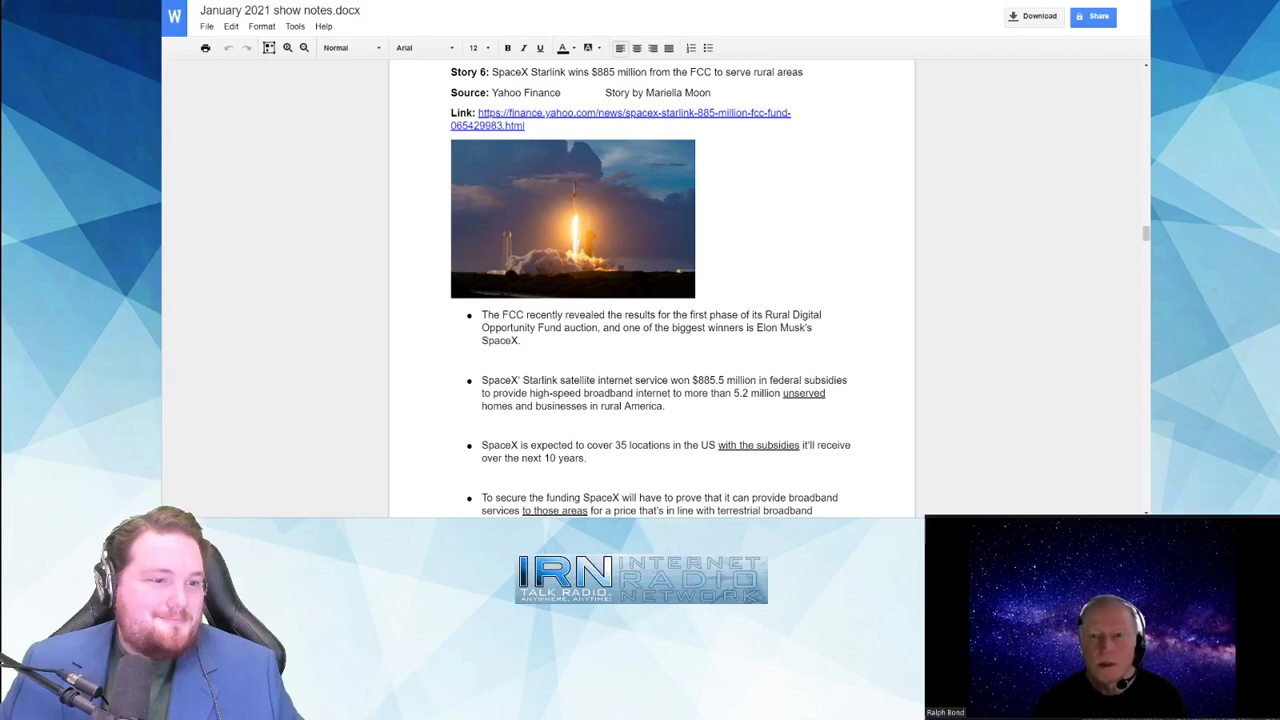 January 2021 show notes.docx
W
File Edit Format Tools Help
Download Share
Normal Arial 12 B I U A A
Story 6: SpaceX Starlink wins $885 million from the FCC to serve rural areas
Source: Yahoo Finance Story by Mariella Moon
Link: https://finance.yahoo.com/news/spacex-starlink-885-million-fcc-fund-
065429983.html
The FCC recently revealed the results for the first phase of its Rural Digital
Opportunity Fund auction, and one of the biggest winners is Elon Musk's
SpaceX.
SpaceX' Starlink satellite internet service won $885.5 million in federal subsidies
to provide high-speed broadband internet to more than 5.2 million unserved
homes and businesses in rural America.
SpaceX is expected to cover 35 locations in the US with the subsidies it'll receive
over the next 10 years.
To secure the funding SpaceX will have to prove that it can provide broadband
services to those areas for a price that's in line with terrestrial broadband
IRN INTERNET
RADIO
TALK RADIO. NETWORK
ANYWHERE, ANYTIME.
Ralph Bond